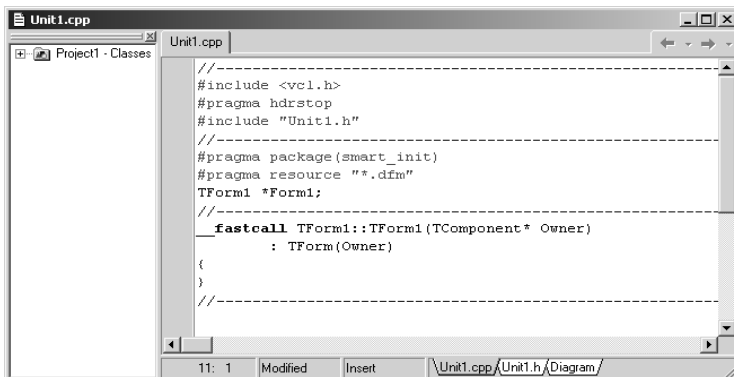 Unit1.cpp
Project1 - Classes
Unit1.cpp
//---------------------------------------------------------
#include <vcl.h>
#pragma hdrstop
#include "Unit1.h"
//---------------------------------------------------------
#pragma package(smart_init)
#pragma resource "*.dfm"
TForm1 *Form1;
//---------------------------------------------------------
__fastcall TForm1::TForm1(TComponent* Owner)
        : TForm(Owner)
{
}
//---------------------------------------------------------
11: 1 Modified Insert \Unit1.cpp/Unit1.h/Diagram/